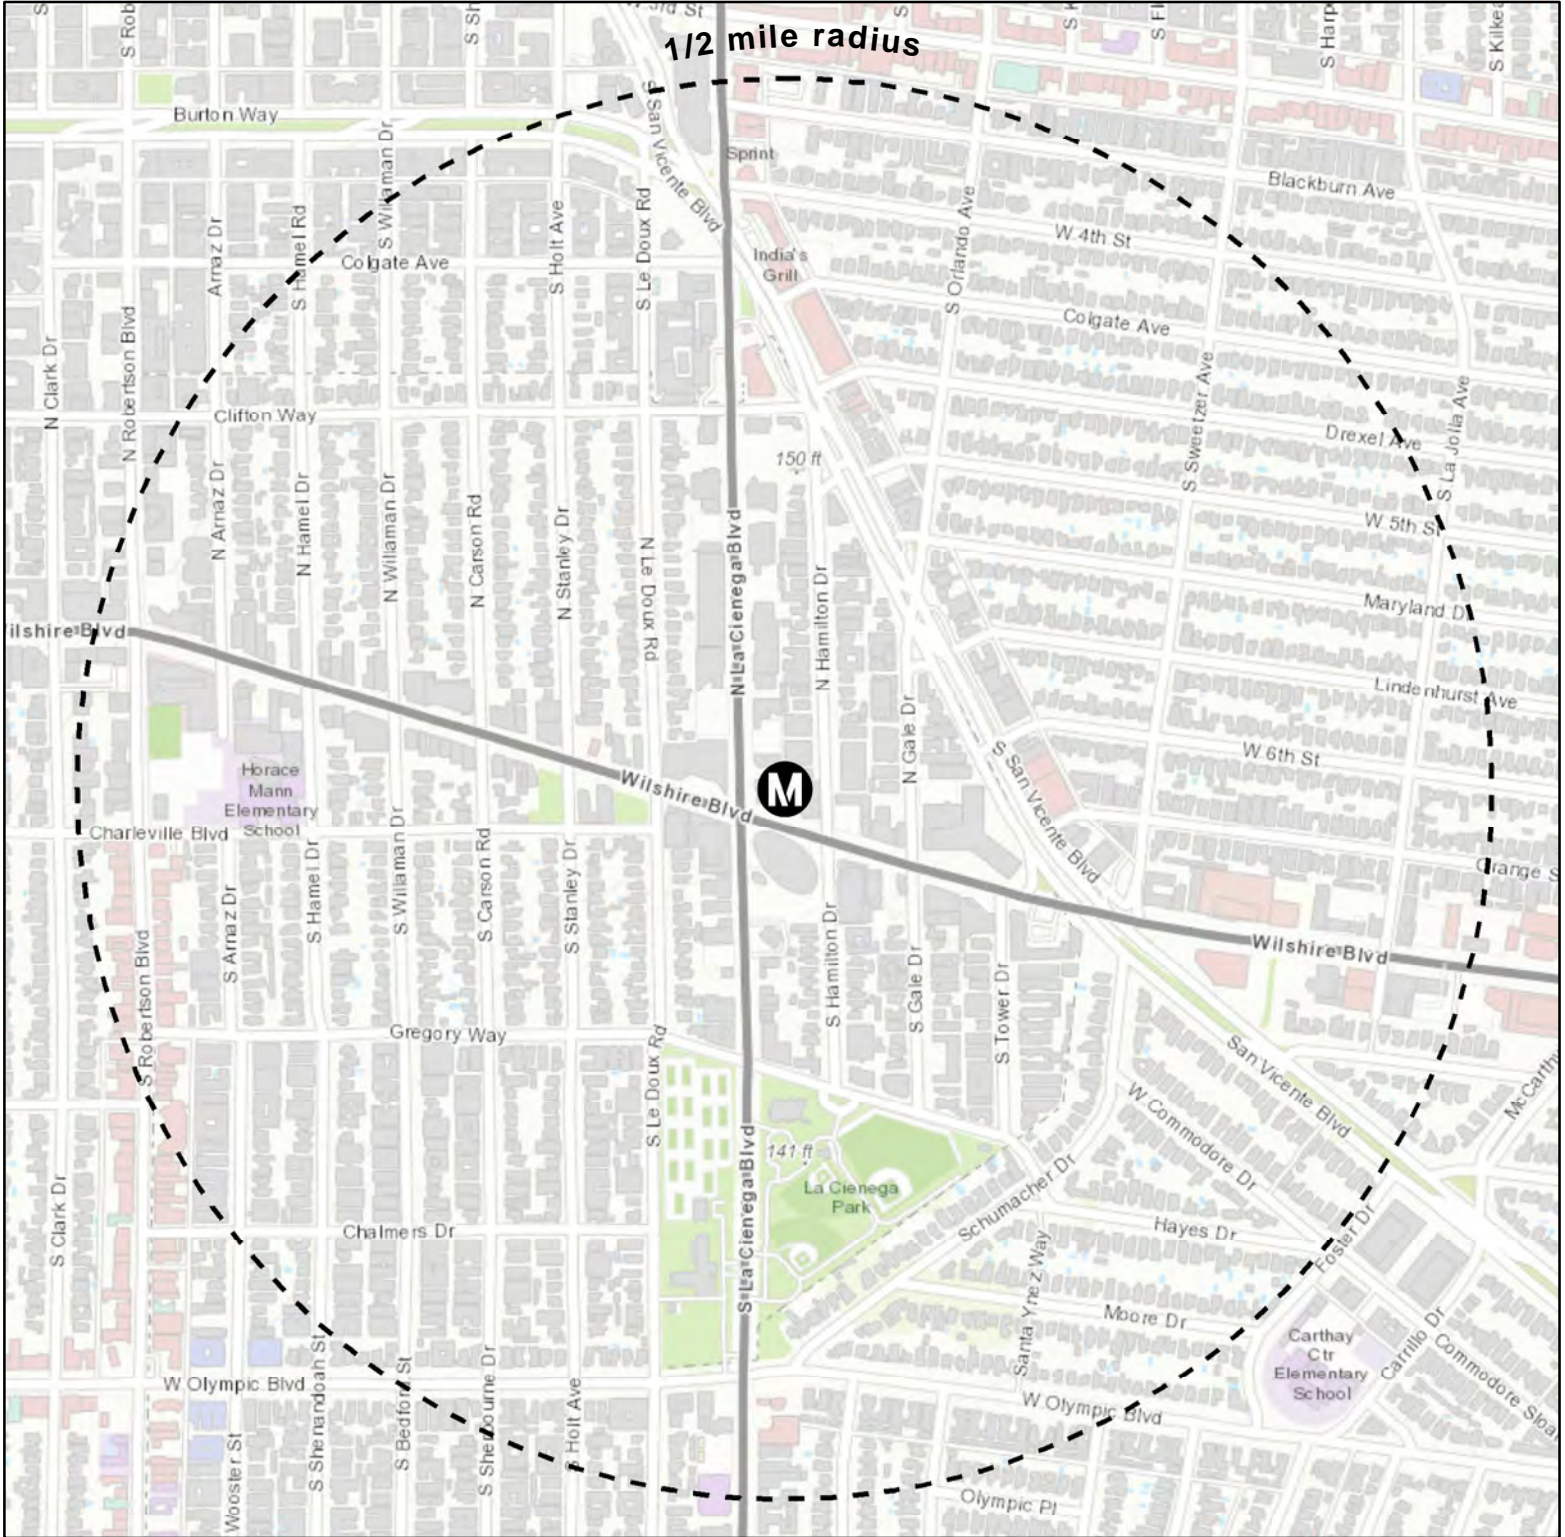 W 3rd St
S Rob
1/2 mile radius
Burton Way
S Willaman Dr
S San Vicente Blvd
Sprint
Blackburn Ave
Arnaz Dr
S Hamel Rd
S Holt Ave
S Le Doux Rd
S Orlando Ave
W 4th St
Colgate Ave
India's
Grill
Colgate Ave
N Clark Dr
N Robertson Blvd
S Sweetzer Ave
S La Jolla Ave
Clifton Way
Drexel Ave
150 ft
N Arnaz Dr
N Hamel Dr
N Willaman Dr
N Carson Rd
N Stanley Dr
N Le Doux Rd
N La Cienega Blvd
N Hamilton Dr
W 5th St
Maryland D
ilshire Blvd
Lindenhurst Ave
N Gale Dr
S San Vicente Blvd
W 6th St
Horace
Mann
Elementary
School
Wilshire Blvd
M
Charleville Blvd
Orange S
S Arnaz Dr
S Hamel Dr
S Willaman Dr
S Carson Rd
S Stanley Dr
S Hamilton Dr
S Gale Dr
S Tower Dr
Wilshire Blvd
S Robertson Blvd
Gregory Way
S Le Doux Rd
San Vicente Blvd
McCarthy
W Commodore Dr
141 ft
La Cienega
Park
S La Cienega Blvd
Schumacher Dr
S Clark Dr
Chalmers Dr
Hayes Dr
Foster Dr
Santa Ynez Way
Moore Dr
Carthay
Ctr
Elementary
School
Carrillo Dr
Commodore Sloa
W Olympic Blvd
S Shenandoah St
S Bedford St
S Sherbourne Dr
S Holt Ave
W Olympic Blvd
Wooster St
Olympic Pl